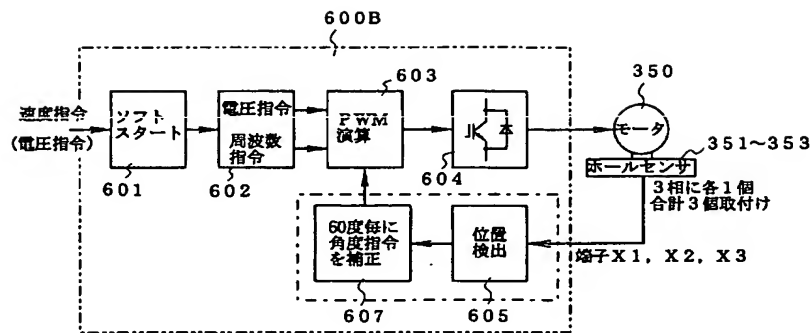 600B
速度指令
(電圧指令)
ソフト
スタート
601
電圧指令
周波数
指令
602
603
PWM
演算
604
350
モータ
351~353
ホールセンサ
3相に各1個
合計3個取付け
端子X1, X2, X3
60度毎に
角度指令
を補正
607
位置
検出
605